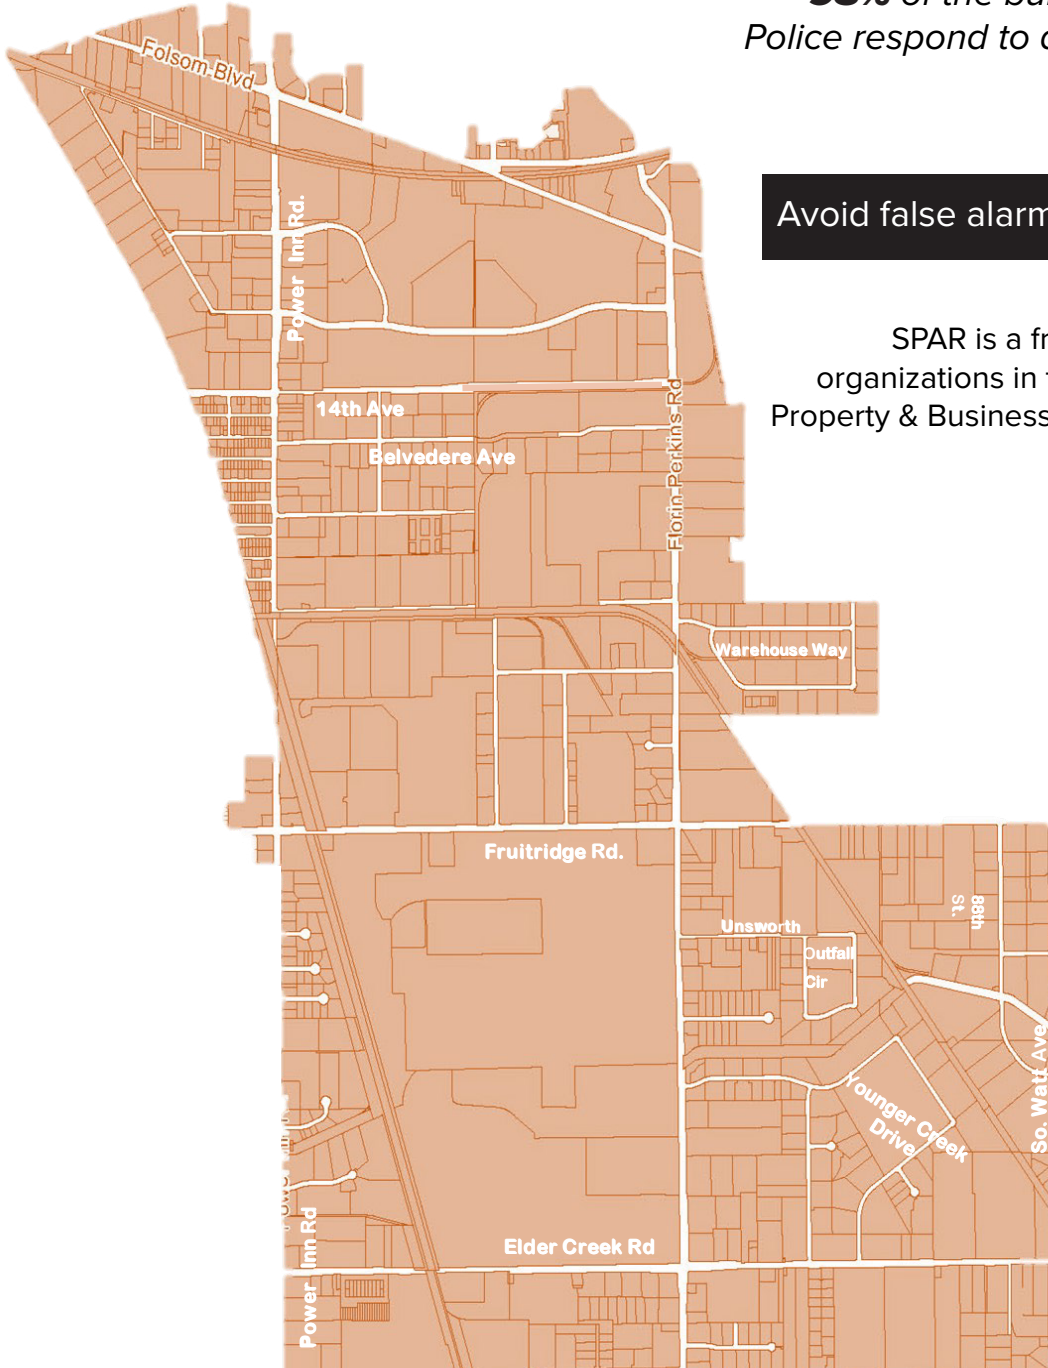 of the
Police respond to
Folsom Blvd
Avoid false alarm
Power Inn Rd.
SPAR is a
organizations in
Property & Business
14th Ave
Belvedere Ave
Florin-Perkins Rd
Warehouse Way
Fruitridge Rd.
88th
St.
Unsworth
Outfall
Cir
So. Watt Ave
Younger Creek
Drive
Power Inn Rd
Elder Creek Rd